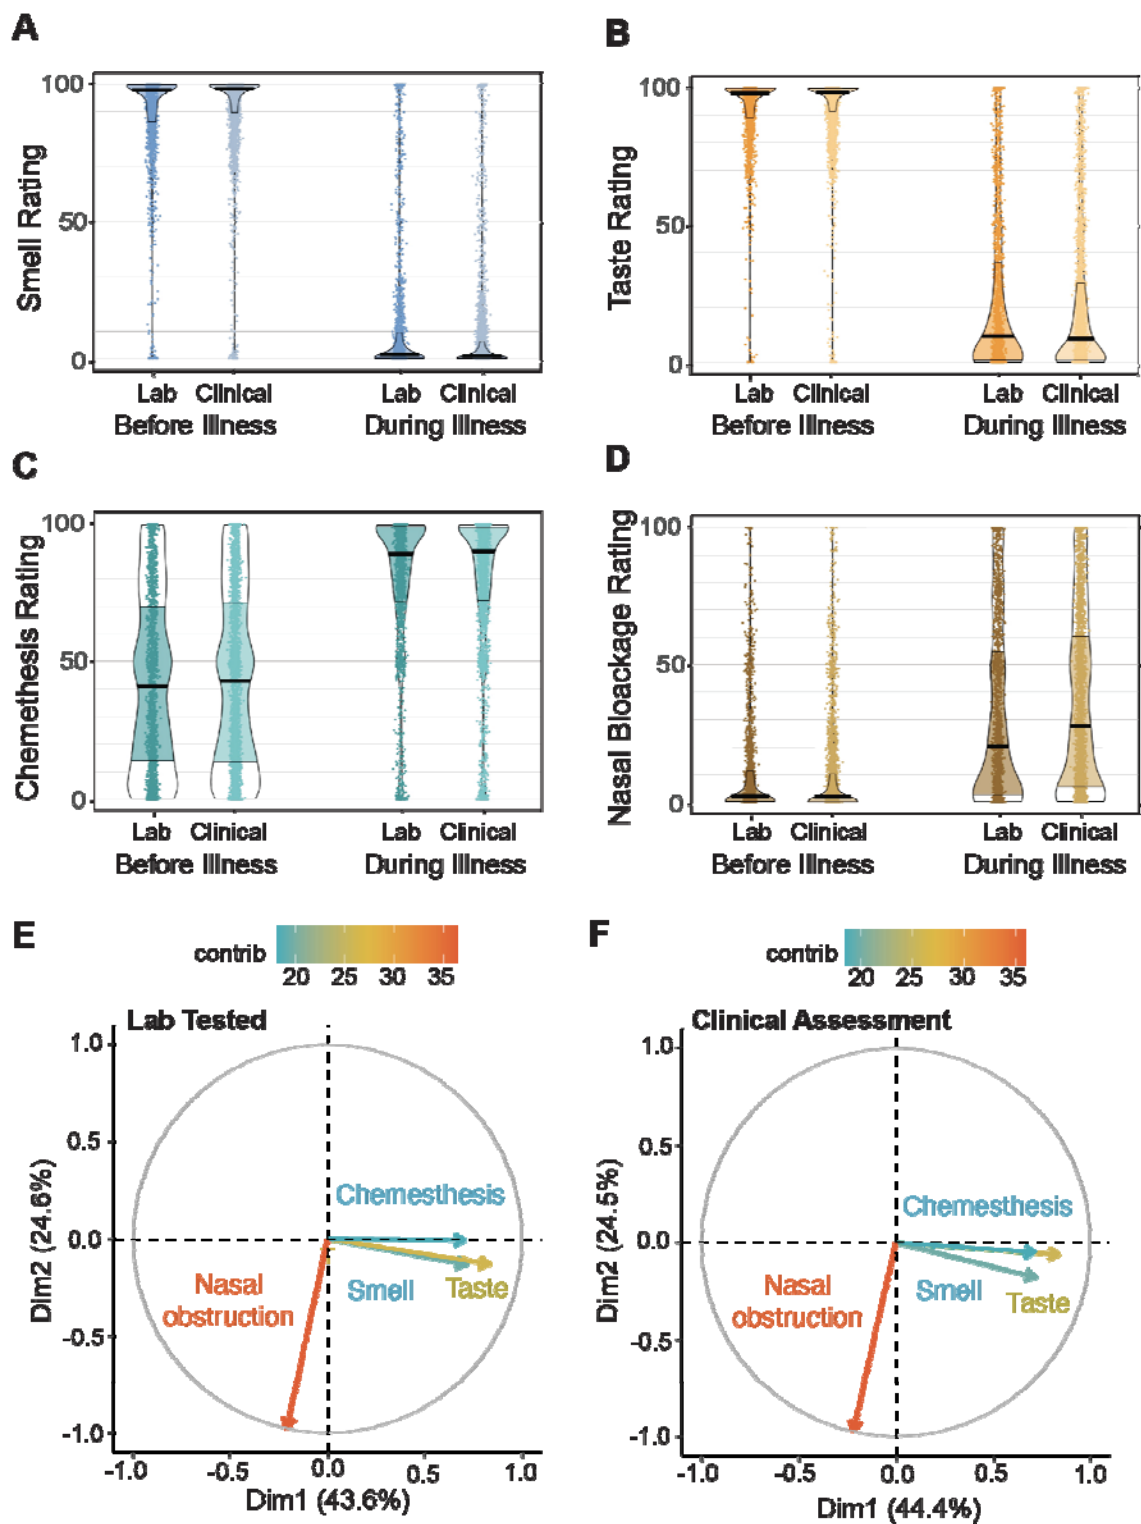 A
Smell Rating
100
50
0
Lab Clinical Lab Clinical
Before Illness During Illness
B
Taste Rating
100
50
0
Lab Clinical Lab Clinical
Before Illness During Illness
C
Chemethesis Rating
100
50
0
Lab Clinical Lab Clinical
Before Illness During Illness
D
Nasal Bloackage Rating
100
50
0
Lab Clinical Lab Clinical
Before Illness During Illness
E
contrib
20 25 30 35
Lab Tested
Dim2 (24.6%)
1.0
0.5
0.0
-0.5
-1.0
Chemesthesis
Nasal
obstruction
Smell
Taste
-1.0 -0.5 0.0 0.5 1.0
Dim1 (43.6%)
F
contrib
20 25 30 35
Clinical Assessment
Dim2 (24.5%)
1.0
0.5
0.0
-0.5
-1.0
Chemesthesis
Nasal
obstruction
Smell
Taste
-1.0 -0.5 0.0 0.5 1.0
Dim1 (44.4%)